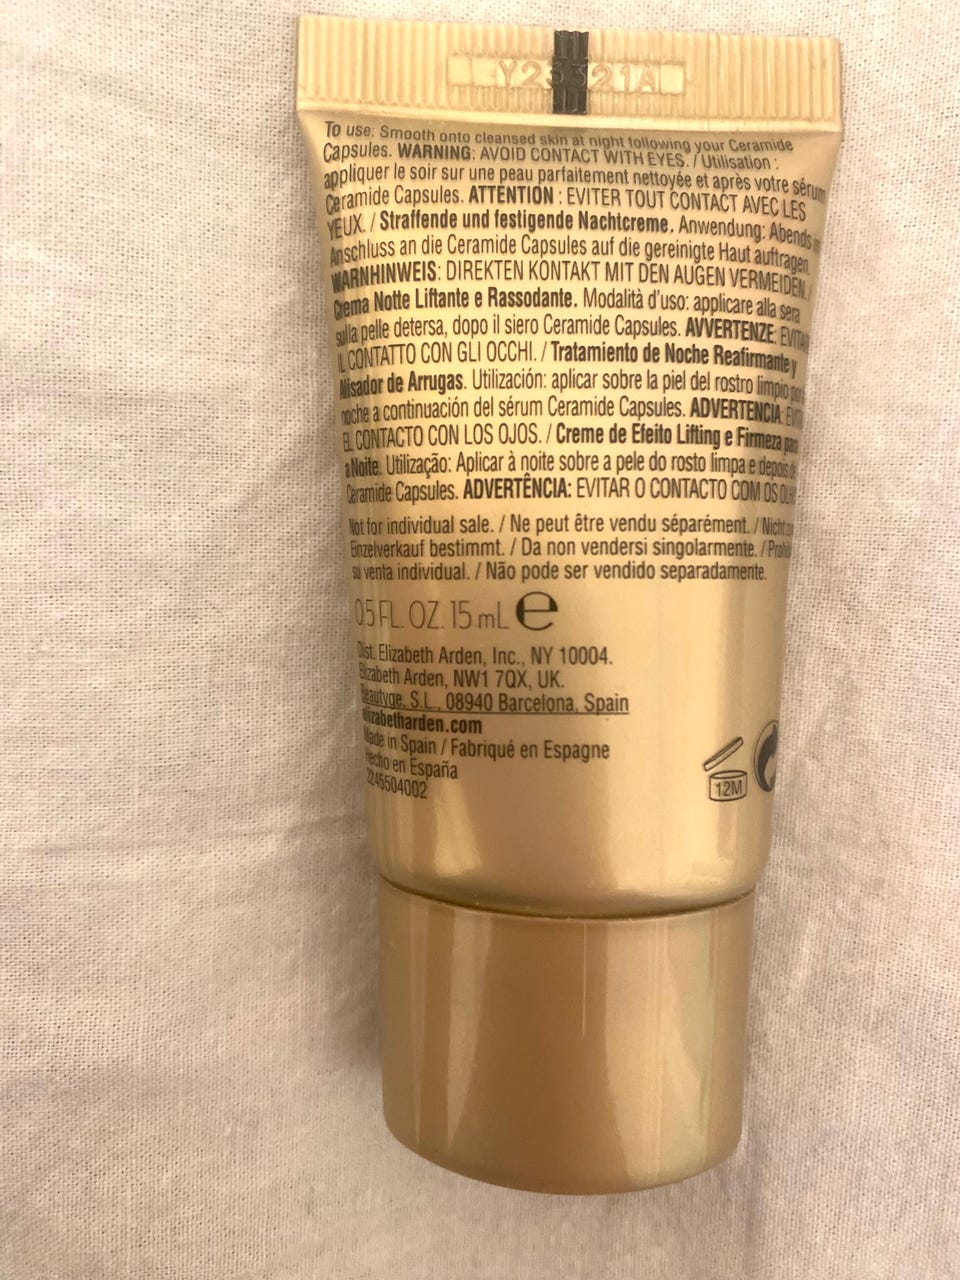 To use: Smooth onto cleansed skin at night following your Ceramide
Capsules. WARNING: AVOID CONTACT WITH EYES. / Utilisation :
appliquer le soir sur une peau parfaitement nettoyée et après votre sérum
Ceramide Capsules. ATTENTION : EVITER TOUT CONTACT AVEC LES
YEUX. / Straffende und festigende Nachtcreme. Anwendung: Abends
Anschluss an die Ceramide Capsules auf die gereinigte Haut auftragen.
WARNHINWEIS: DIREKTEN KONTAKT MIT DEN AUGEN VERMEIDEN. /
Crema Notte Liftante e Rassodante. Modalità d'uso: applicare alla sera
sulla pelle detersa, dopo il siero Ceramide Capsules. AVVERTENZE: EVITAR
IL CONTATTO CON GLI OCCHI. / Tratamiento de Noche Reafirmante y
Alisador de Arrugas. Utilización: aplicar sobre la piel del rostro limpio por
noche a continuación del sérum Ceramide Capsules. ADVERTENCIA:
EL CONTACTO CON LOS OJOS. / Creme de Efeito Lifting e Firmeza para
a Noite. Utilização: Aplicar à noite sobre a pele do rosto limpa e depois
Ceramide Capsules. ADVERTÊNCIA: EVITAR O CONTACTO COM OS
Not for individual sale. / Ne peut être vendu séparément. / Nicht
Einzelverkauf bestimmt. / Da non vendersi singolarmente. /
su venta individual. / Não pode ser vendido separadamente.
0.5 FL. OZ. 15 mL e
Dist. Elizabeth Arden, Inc., NY 10004.
Elizabeth Arden, NW1 7QX, UK.
Beautyge, S.L., 08940 Barcelona, Spain
elizabetharden.com
Made in Spain / Fabriqué en Espagne
Hecho en España
2245504002
12M